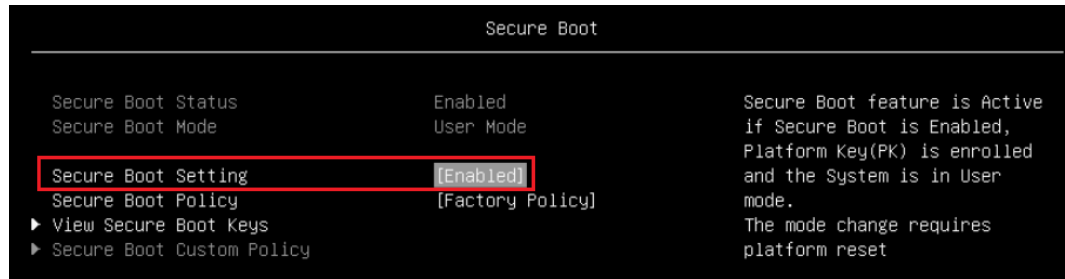 Secure Boot
Secure Boot Status Enabled
Secure Boot Mode User Mode
Secure Boot Setting [Enabled]
Secure Boot Policy [Factory Policy]
View Secure Boot Keys
Secure Boot Custom Policy
Secure Boot feature is Active
if Secure Boot is Enabled,
Platform Key(PK) is enrolled
and the System is in User
mode.
The mode change requires
platform reset